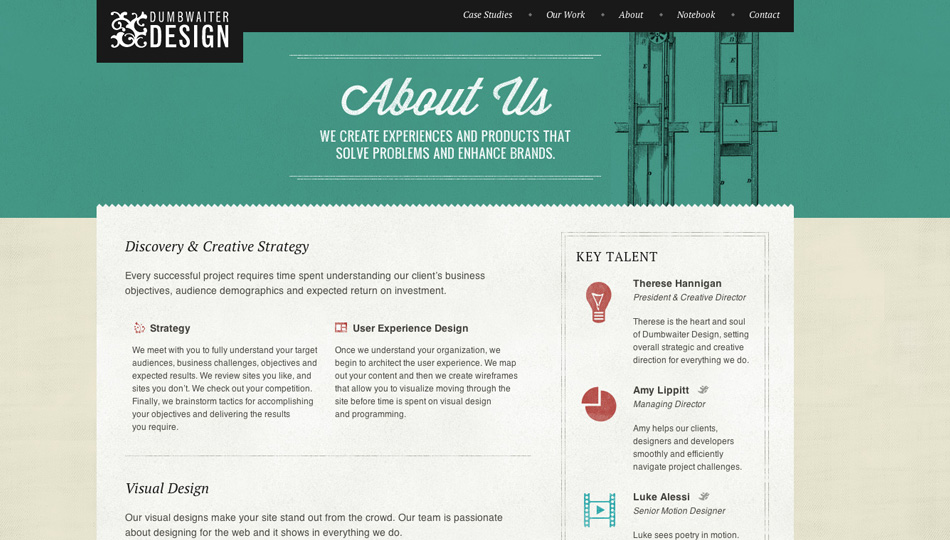 DUMBWAITER
DESIGN
Case Studies
Our Work
About
Notebook
Contact
About Us
WE CREATE EXPERIENCES AND PRODUCTS THAT
SOLVE PROBLEMS AND ENHANCE BRANDS.
Discovery & Creative Strategy
Every successful project requires time spent understanding our client's business
objectives, audience demographics and expected return on investment.
Strategy
We meet with you to fully understand your target
audiences, business challenges, objectives and
expected results. We review sites you like, and
sites you don't. We check out your competition.
Finally, we brainstorm tactics for accomplishing
your objectives and delivering the results
you require.
User Experience Design
Once we understand your organization, we
begin to architect the user experience. We map
out your content and then we create wireframes
that allow you to visualize moving through the
site before time is spent on visual design
and programming.
Visual Design
Our visual designs make your site stand out from the crowd. Our team is passionate
about designing for the web and it shows in everything we do.
KEY TALENT
Therese Hannigan
President & Creative Director
Therese is the heart and soul
of Dumbwaiter Design, setting
overall strategic and creative
direction for everything we do.
Amy Lippitt
Managing Director
Amy helps our clients,
designers and developers
smoothly and efficiently
navigate project challenges.
Luke Alessi
Senior Motion Designer
Luke sees poetry in motion.